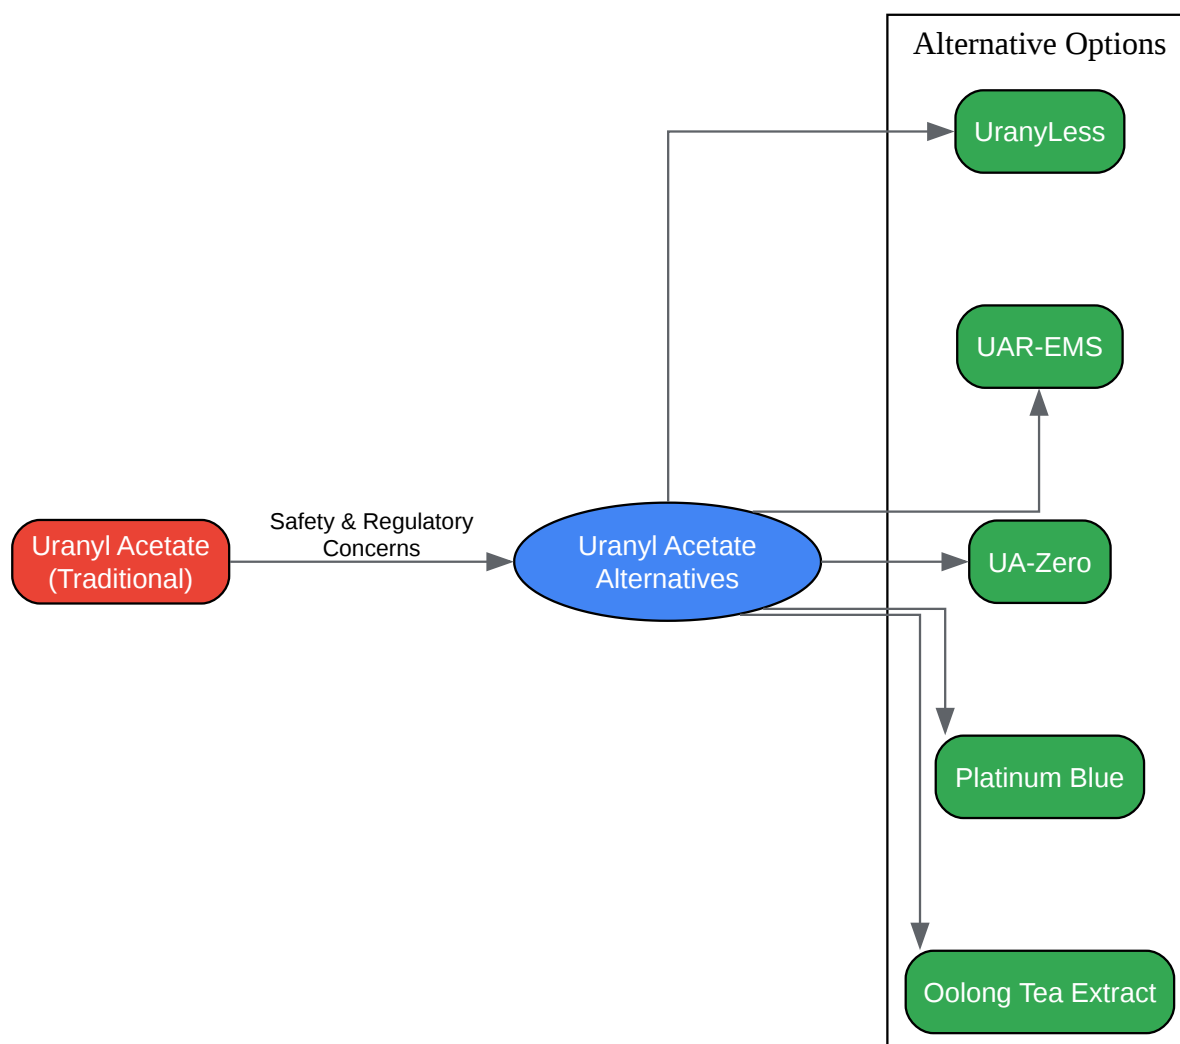 Alternative Options
UranyLess
UAR-EMS
Safety & Regulatory
Concerns
Uranyl Acetate
(Traditional)
Uranyl Acetate
Alternatives
UA-Zero
Platinum Blue
Oolong Tea Extract